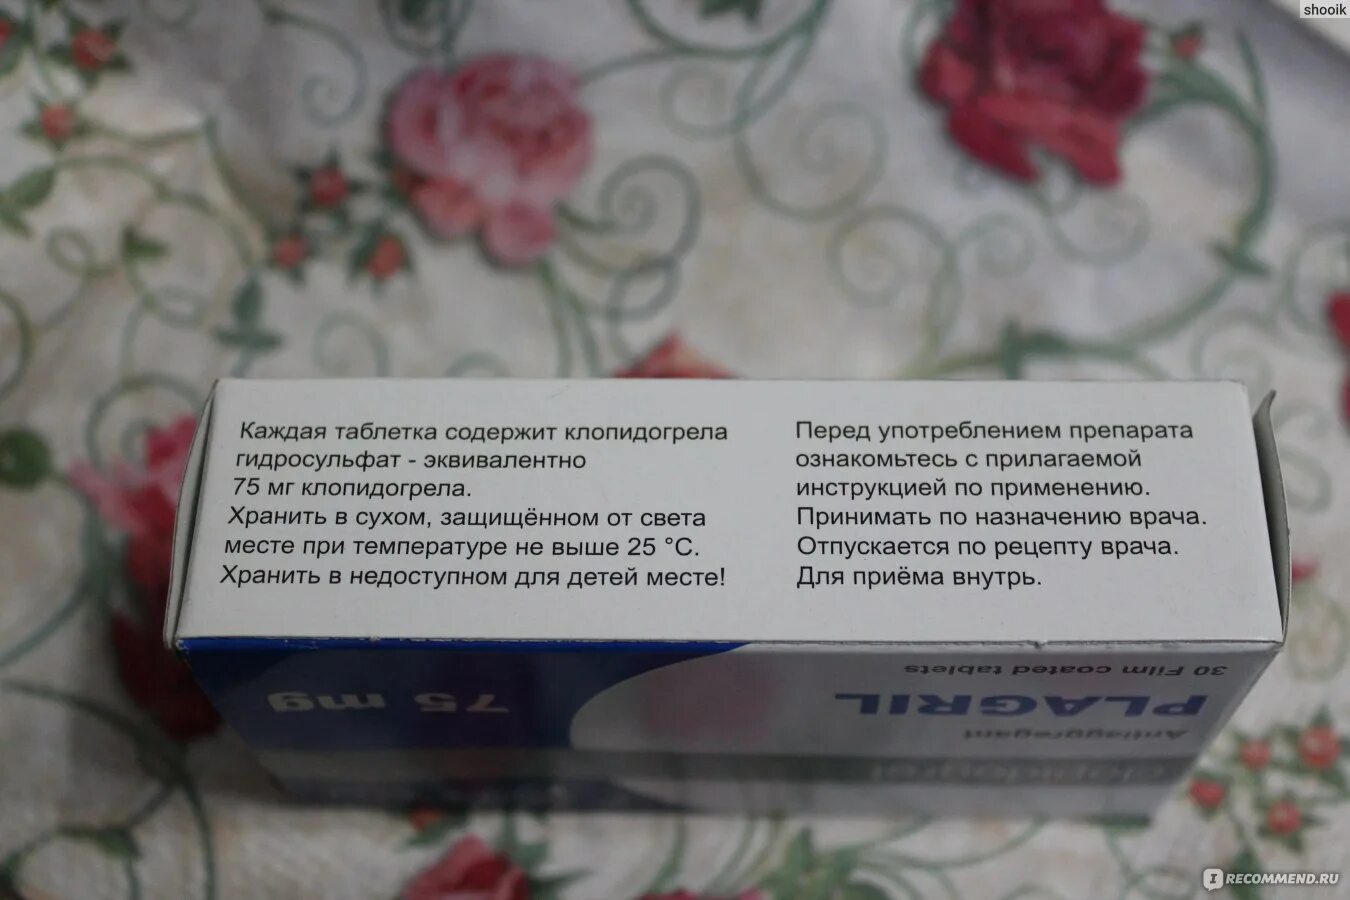 shooik
Каждая таблетка содержит клопидогрела
гидросульфат - эквивалентно
75 мг клопидогрела.
Хранить в сухом, защищённом от света
месте при температуре не выше 25 °C.
Хранить в недоступном для детей месте!
Перед употреблением препарата
ознакомьтесь с прилагаемой
инструкцией по применению.
Принимать по назначению врача.
Отпускается по рецепту врача.
Для приёма внутрь.
30 Film coated tablets
75 mg
PLAGRIL
Antiaggregant
Clopidogrel
IRECOMMEND.RU